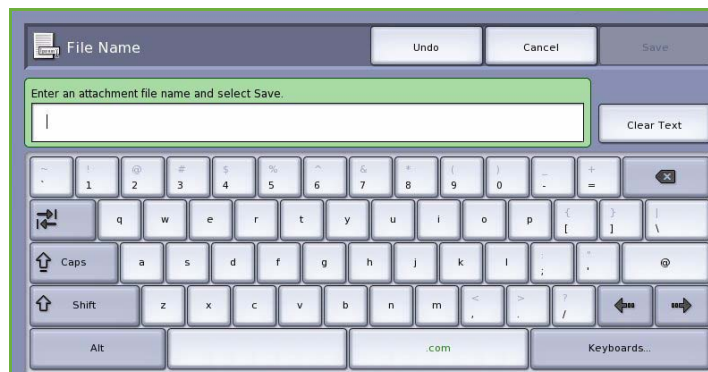 File Name
Undo
Cancel
Save
Enter an attachment file name and select Save.
Clear Text
~ ! @ # $ % ^ & * ( ) _ +
` 1 2 3 4 5 6 7 8 9 0 - =
q w e r t y u i o p { [ } ] | \
Caps a s d f g h j k l : ; " ' @
Shift z x c v b n m < , > . ? /
Alt .com Keyboards...